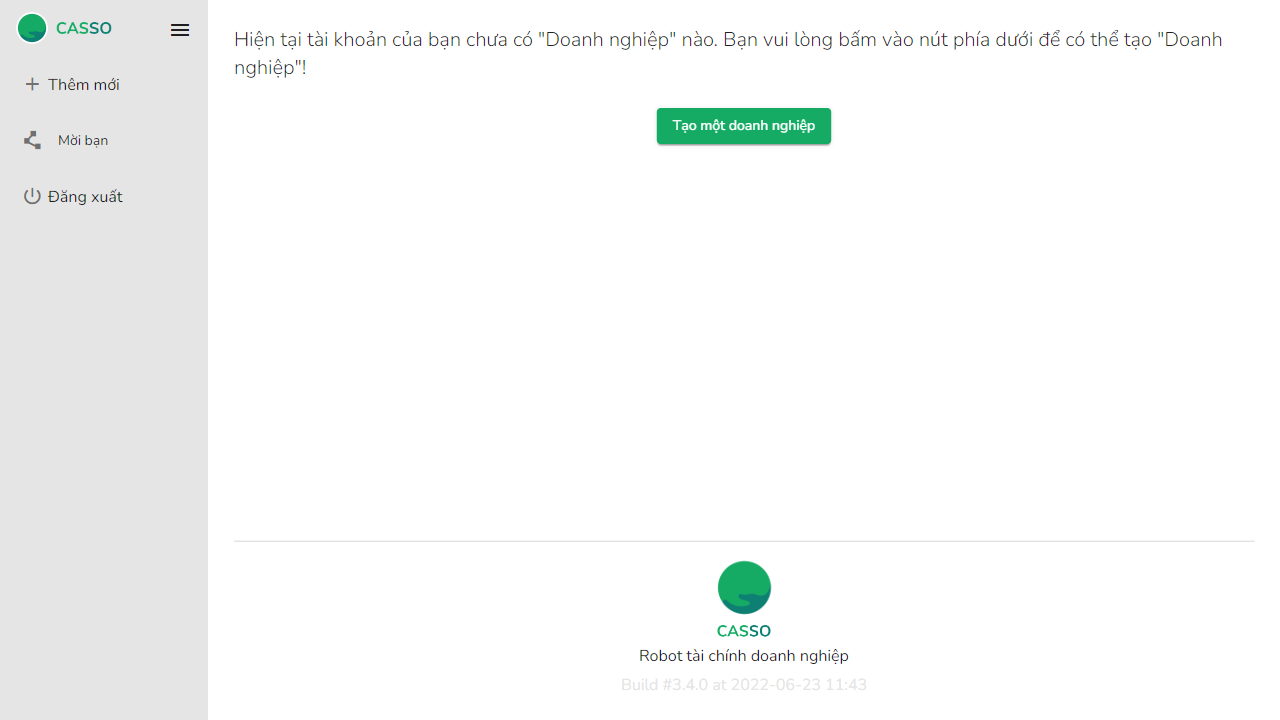 CASSO
Thêm mới
Mời bạn
Đăng xuất
Hiện tại tài khoản của bạn chưa có "Doanh nghiệp" nào. Bạn vui lòng bấm vào nút phía dưới để có thể tạo "Doanh
nghiệp"!
Tạo một doanh nghiệp
CASSO
Robot tài chính doanh nghiệp
Build #3.4.0 at 2022-06-23 11:43